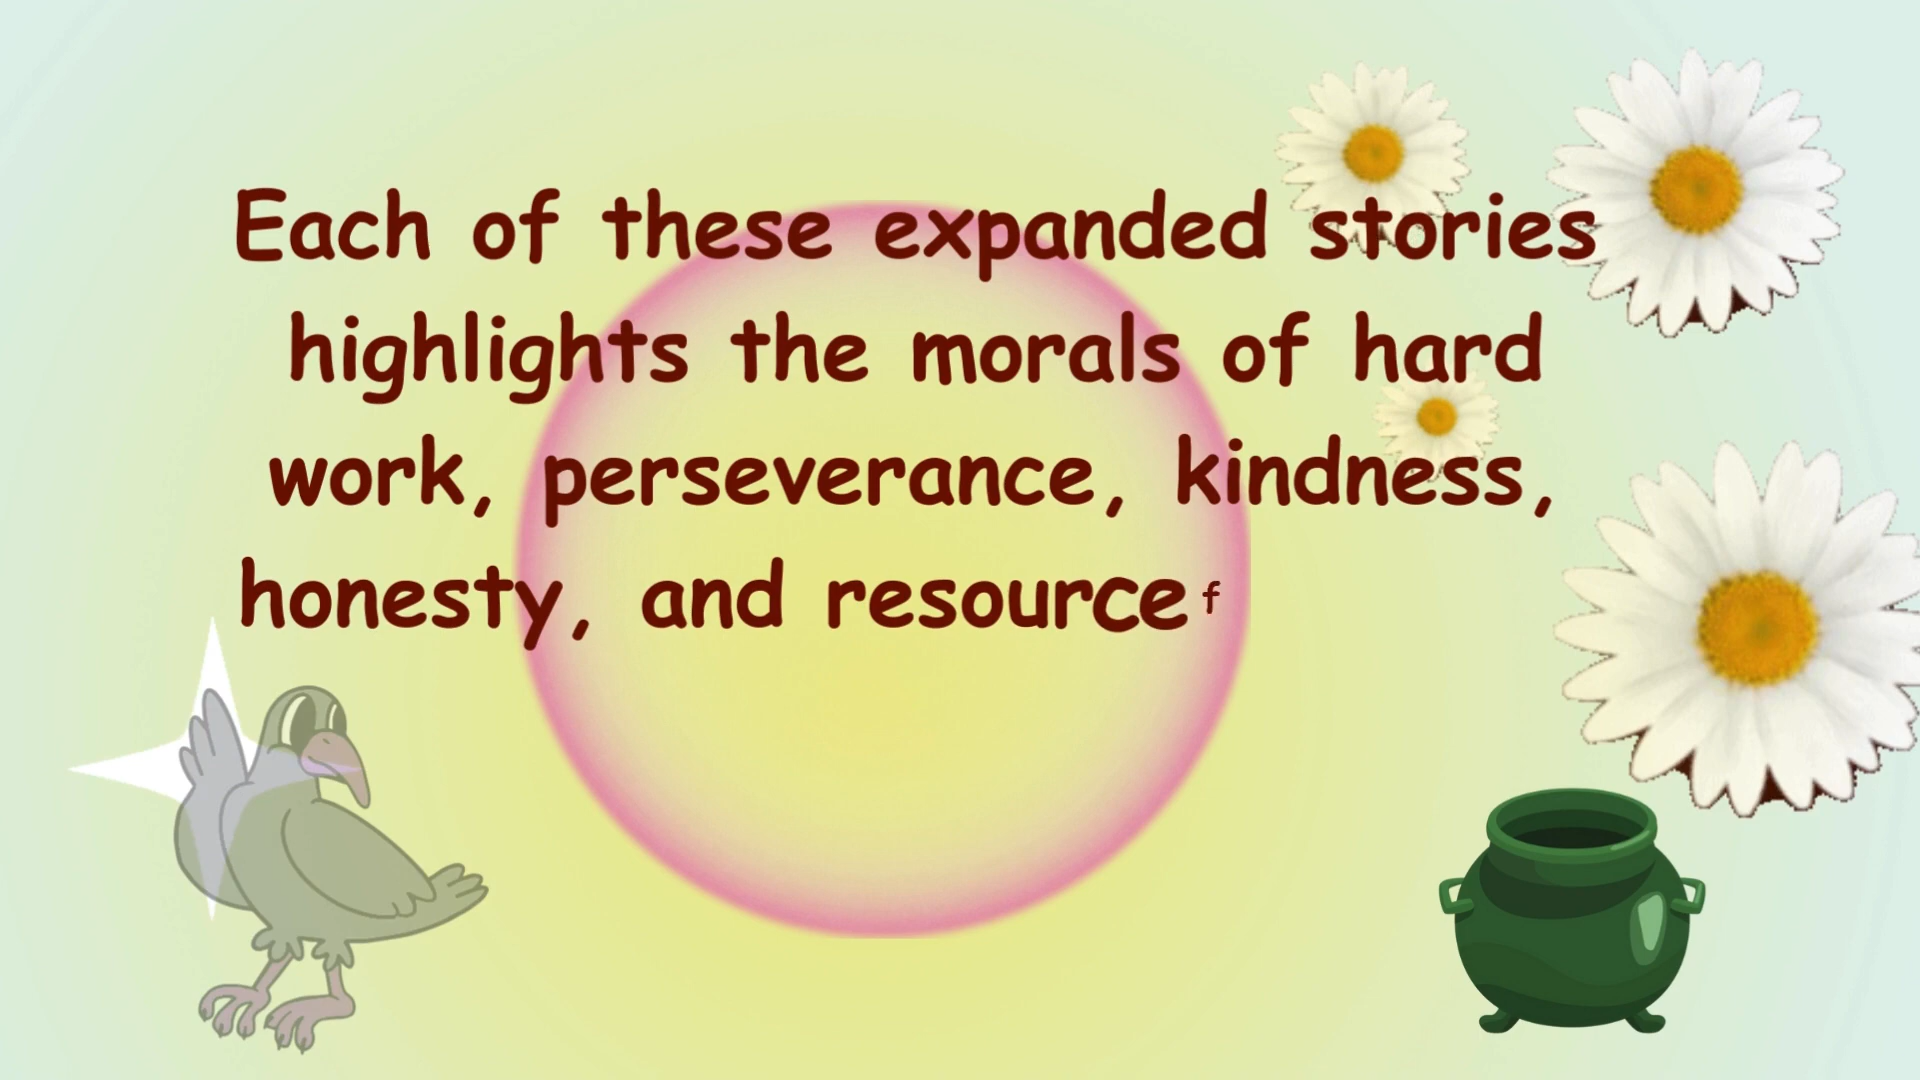 Each of these expanded stories
highlights the morals of hard
work, perseverance, kindness,
honesty, and resourcef